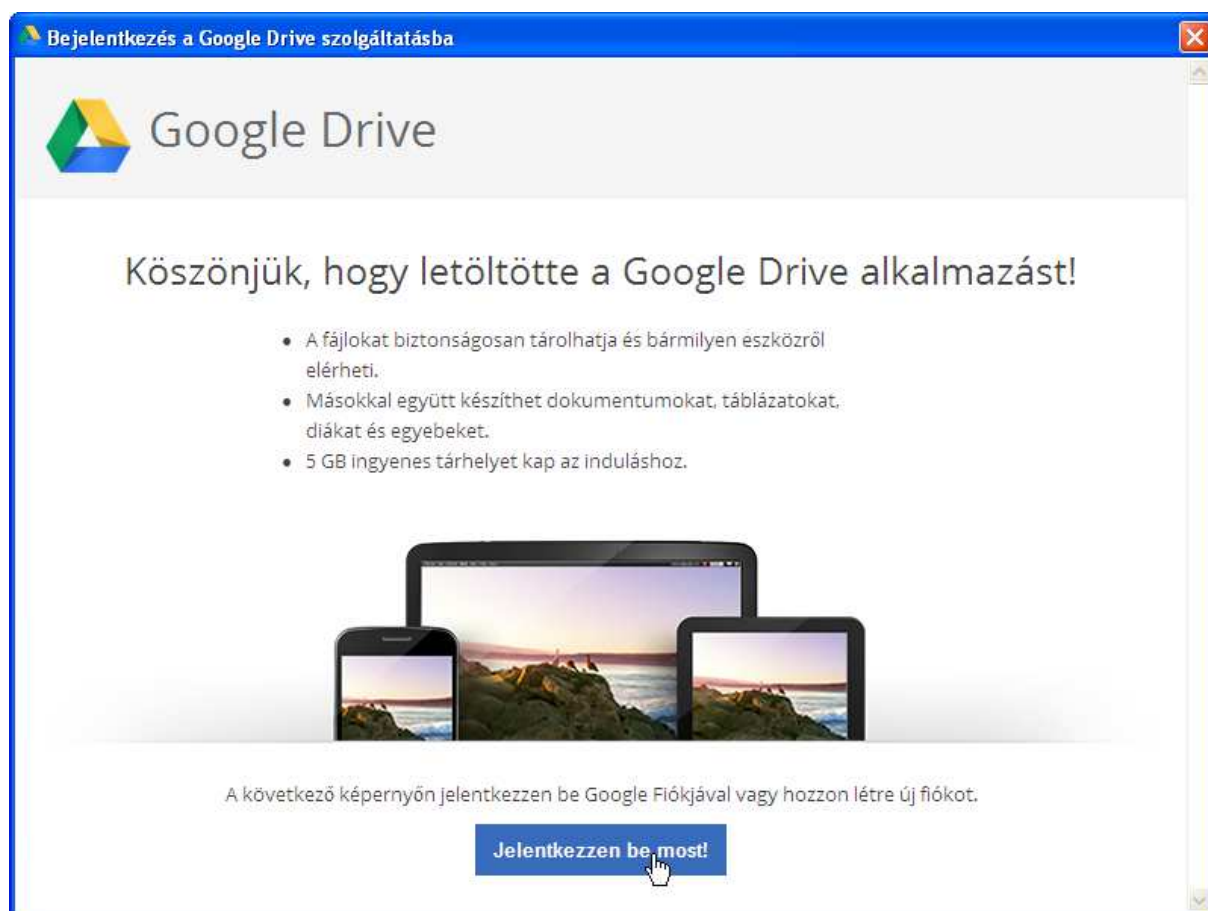 Bejelentkezés a Google Drive szolgáltatásba
Google Drive
Köszönjük, hogy letöltötte a Google Drive alkalmazást!
• A fájlokat biztonságosan tárolhatja és bármilyen eszközről
elérheti.
• Másokkal együtt készíthet dokumentumokat, táblázatokat,
diákat és egyebeket.
• 5 GB ingyenes tárhelyet kap az induláshoz.
A következő képernyőn jelentkezzen be Google Fiókjával vagy hozzon létre új fiókot.
Jelentkezzen be most!